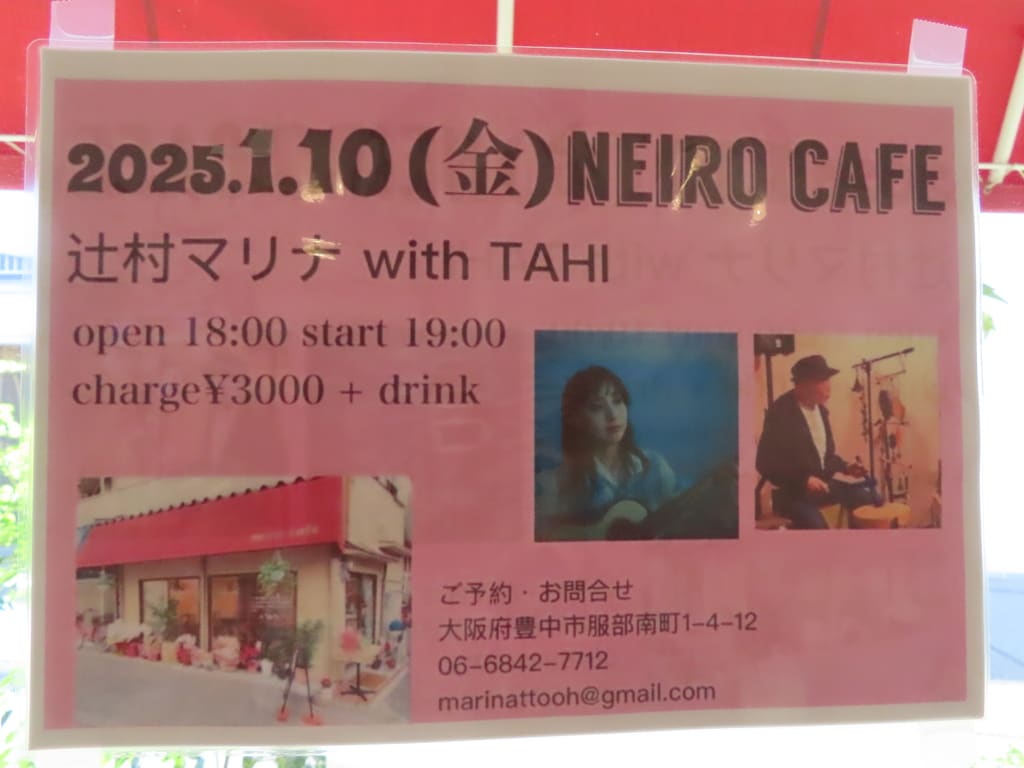 2025.1.10(金)NEIRO CAFE
辻村マリナ with TAHI
open 18:00 start 19:00
charge¥3000 + drink
ご予約・お問合せ
大阪府豊中市服部南町1-4-12
06-6842-7712
marinattooh@gmail.com